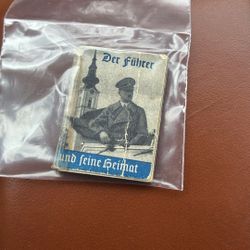 Der Führer
und seine Heimat